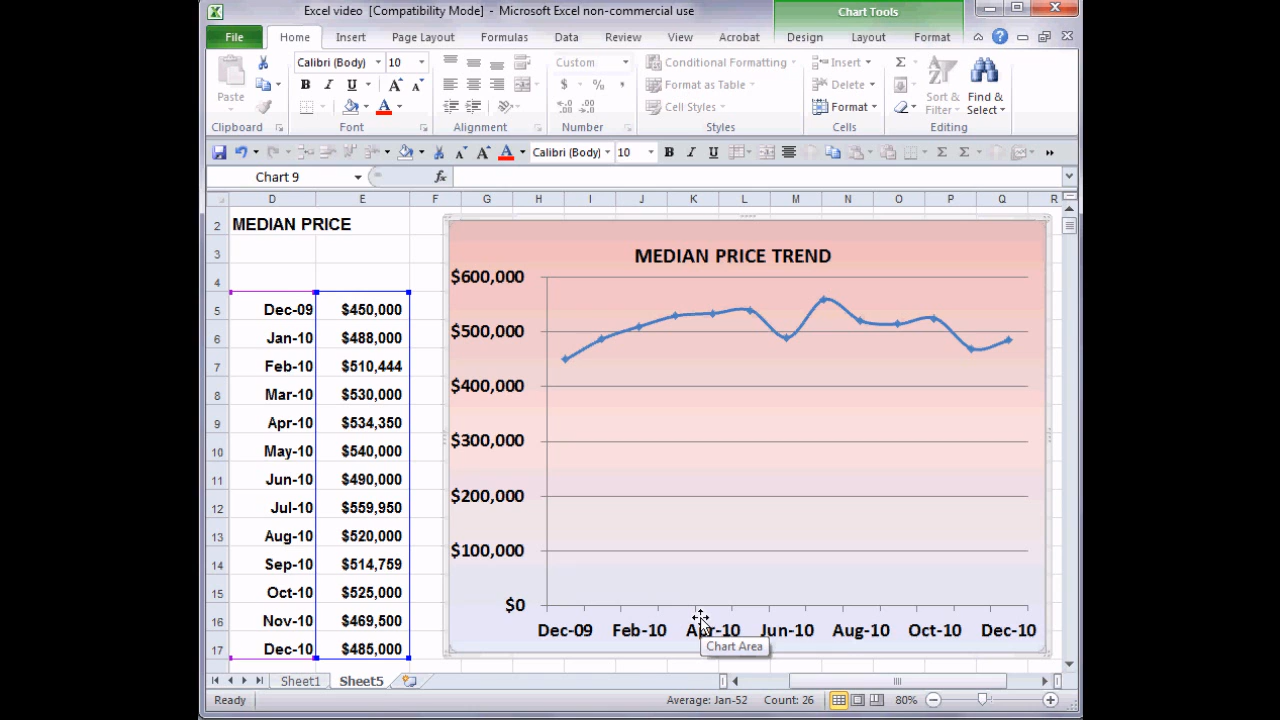 Excel video [Compatibility Mode] - Microsoft Excel non-commercial use
Chart Tools
File Home Insert Page Layout Formulas Data Review View Acrobat Design Layout Format
Calibri (Body) 10 Custom Conditional Formatting Insert Σ
Paste B I U A A $ % , Format as Table Delete Sort & Filter Find & Select
A Cell Styles Format
Clipboard Font Alignment Number Styles Cells Editing
A A A Calibri (Body) 10 B I U Σ Σ
Chart 9 fx
D E F G H I J K L M N O P Q R
2 MEDIAN PRICE
3
4
5 Dec-09 $450,000
6 Jan-10 $488,000
7 Feb-10 $510,444
8 Mar-10 $530,000
9 Apr-10 $534,350
10 May-10 $540,000
11 Jun-10 $490,000
12 Jul-10 $559,950
13 Aug-10 $520,000
14 Sep-10 $514,759
15 Oct-10 $525,000
16 Nov-10 $469,500
17 Dec-10 $485,000
MEDIAN PRICE TREND
$600,000
$500,000
$400,000
$300,000
$200,000
$100,000
$0
Dec-09 Feb-10 Apr-10 Jun-10 Aug-10 Oct-10 Dec-10
Chart Area
Sheet1 Sheet5
Ready Average: Jan-52 Count: 26 80%